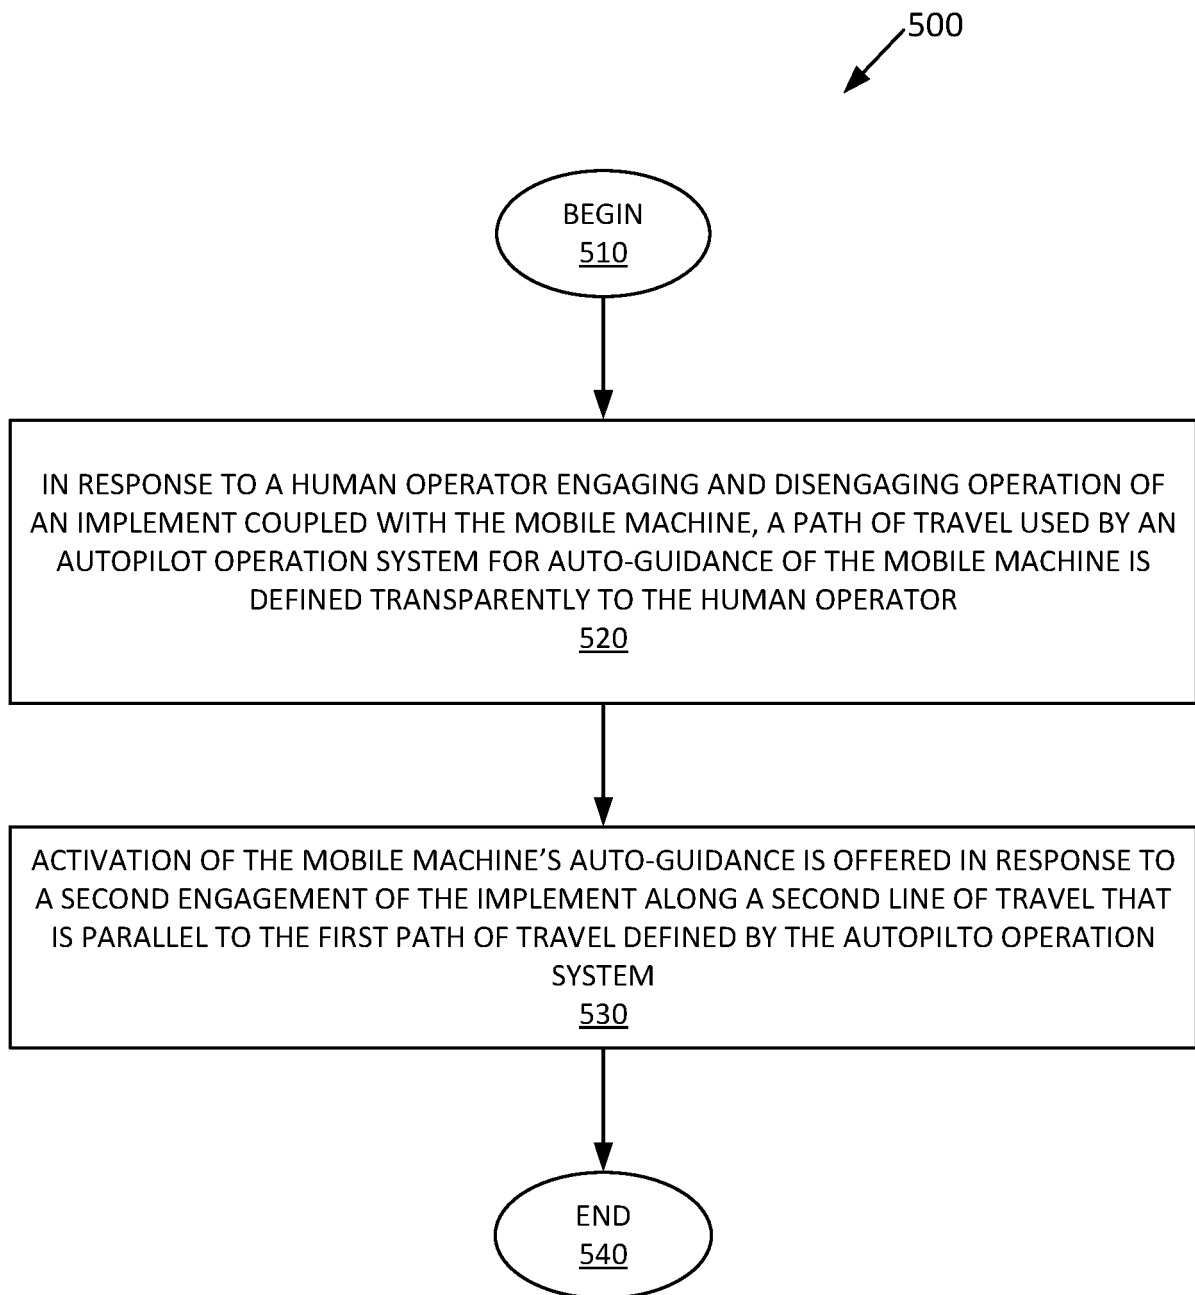 500
BEGIN
510
IN RESPONSE TO A HUMAN OPERATOR ENGAGING AND DISENGAGING OPERATION OF
AN IMPLEMENT COUPLED WITH THE MOBILE MACHINE, A PATH OF TRAVEL USED BY AN
AUTOPILOT OPERATION SYSTEM FOR AUTO-GUIDANCE OF THE MOBILE MACHINE IS
DEFINED TRANSPARENTLY TO THE HUMAN OPERATOR
520
ACTIVATION OF THE MOBILE MACHINE’S AUTO-GUIDANCE IS OFFERED IN RESPONSE TO
A SECOND ENGAGEMENT OF THE IMPLEMENT ALONG A SECOND LINE OF TRAVEL THAT
IS PARALLEL TO THE FIRST PATH OF TRAVEL DEFINED BY THE AUTOPILTO OPERATION
SYSTEM
530
END
540